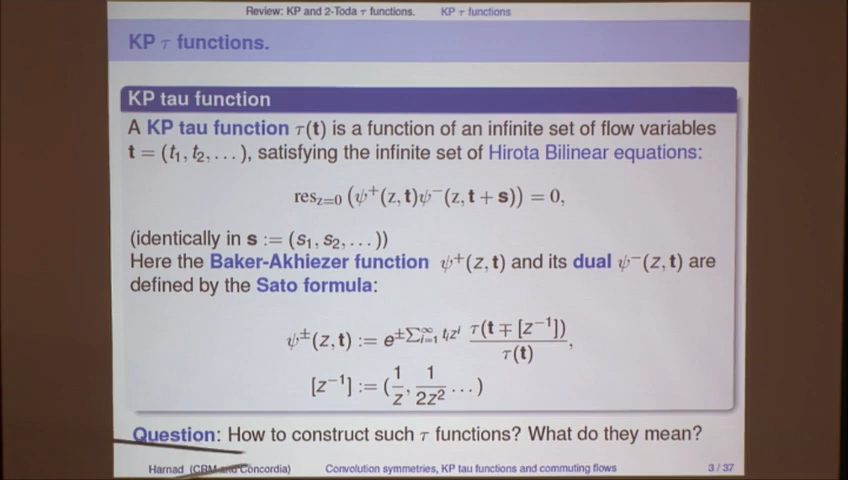 Review: KP and 2-Toda τ functions. KP τ functions
KP τ functions.
KP tau function
A KP tau function τ(t) is a function of an infinite set of flow variables
t = (t₁, t₂, . . . ), satisfying the infinite set of Hirota Bilinear equations:
res_{z=0} (ψ⁺(z, t)ψ⁻(z, t + s)) = 0,
(identically in s := (s₁, s₂, . . . ))
Here the Baker-Akhiezer function ψ⁺(z, t) and its dual ψ⁻(z, t) are
defined by the Sato formula:
ψ^±(z, t) := e^{±∑_{i=1}^∞ t_i z^i} τ(t ∓ [z⁻¹]) / τ(t),
[z⁻¹] := (1/z, 1/2z² · · · )
Question: How to construct such τ functions? What do they mean?
Harnad (CRM and Concordia) Convolution symmetries, KP tau functions and commuting flows 3 / 37